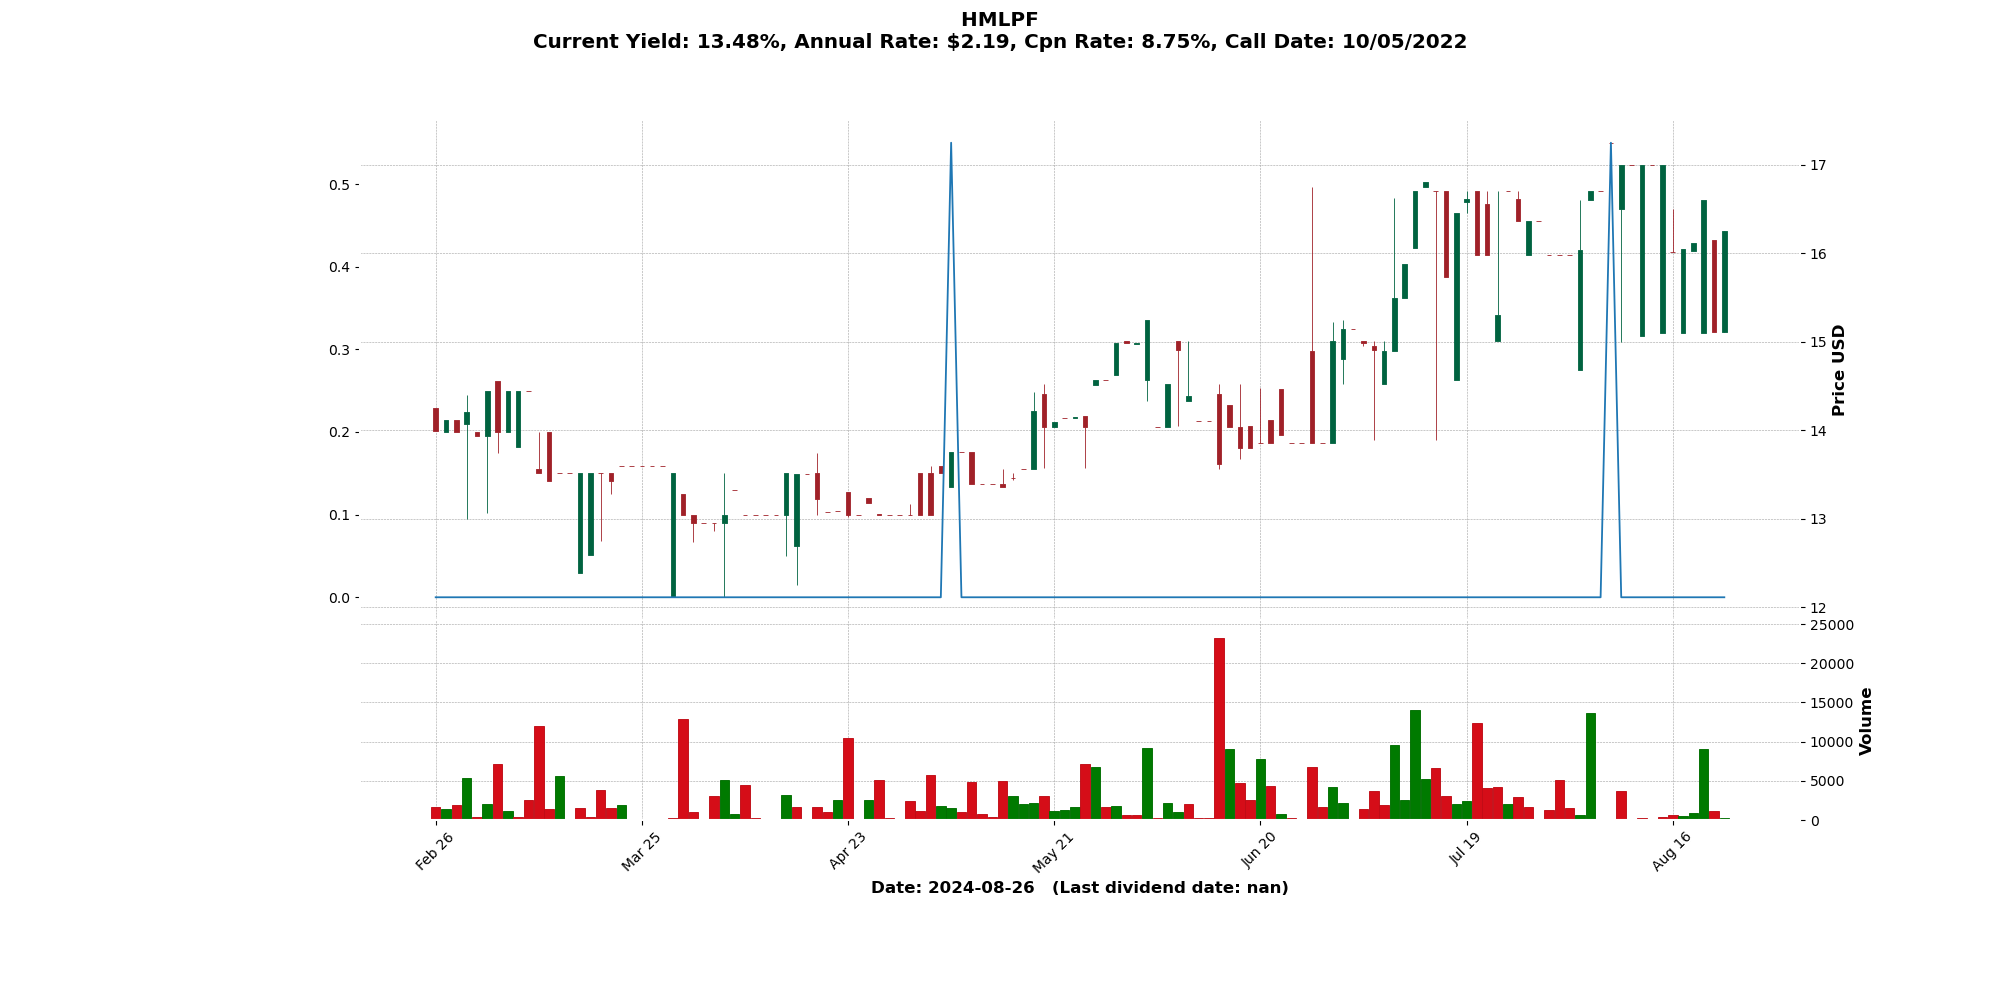 HMLPF
Current Yield: 13.48%, Annual Rate: $2.19, Cpn Rate: 8.75%, Call Date: 10/05/2022
0.5
0.4
0.3
0.2
0.1
0.0
17
16
15
14
13
12
Price USD
25000
20000
15000
10000
5000
0
Volume
Feb 26
Mar 25
Apr 23
May 21
Jun 20
Jul 19
Aug 16
Date: 2024-08-26   (Last dividend date: nan)